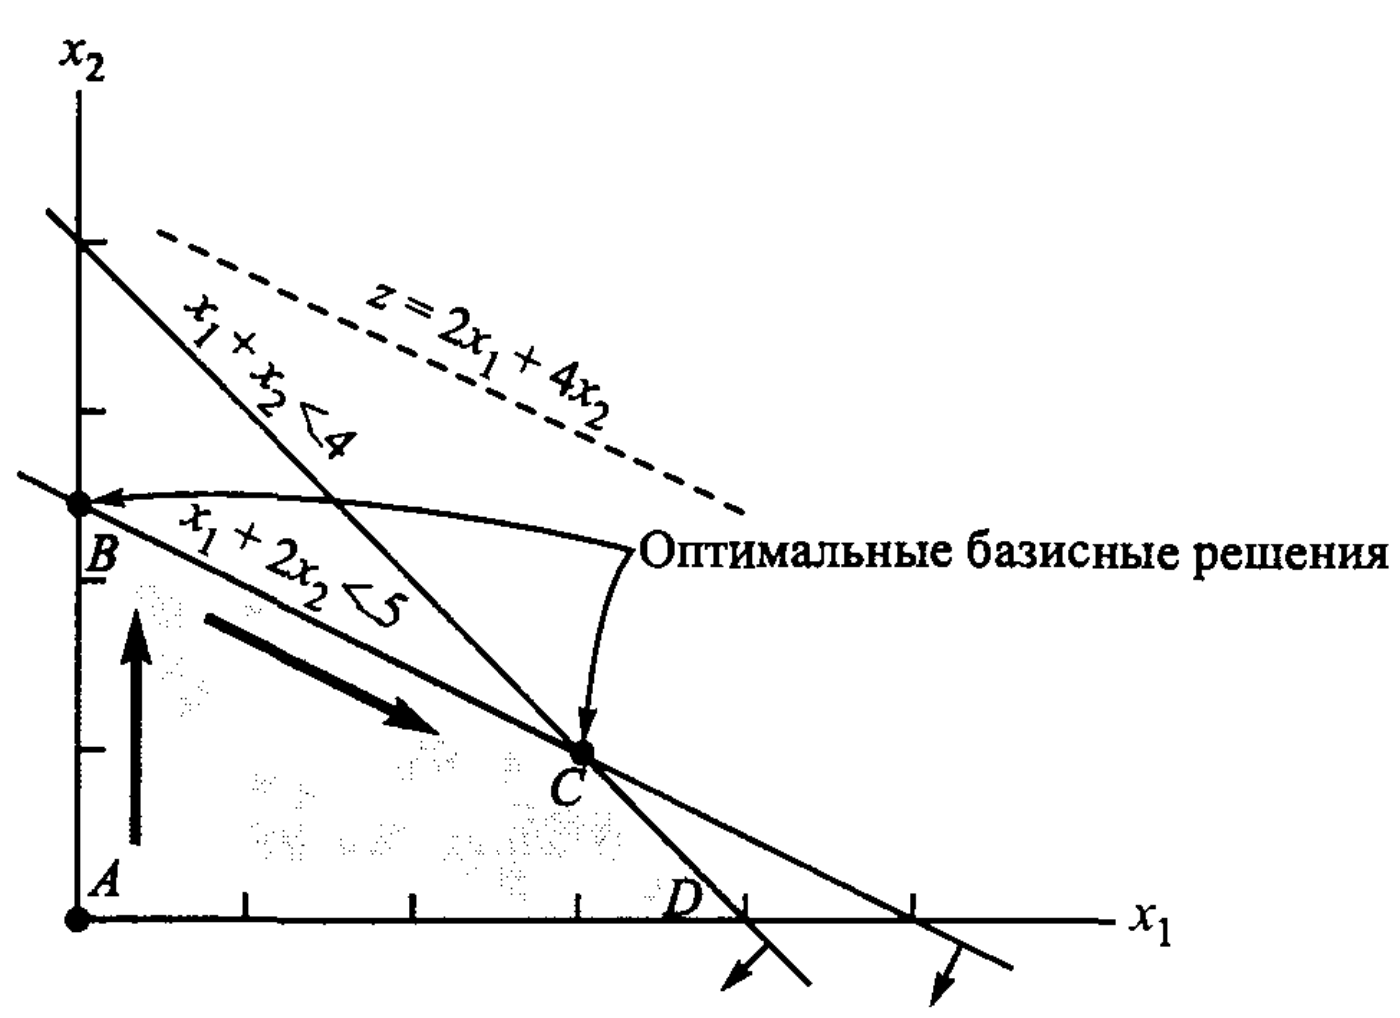 x₂
z = 2x₁ + 4x₂
x₁ + x₂ < 4
B
x₁ + 2x₂ < 5
Оптимальные базисные решения
C
A
D
x₁